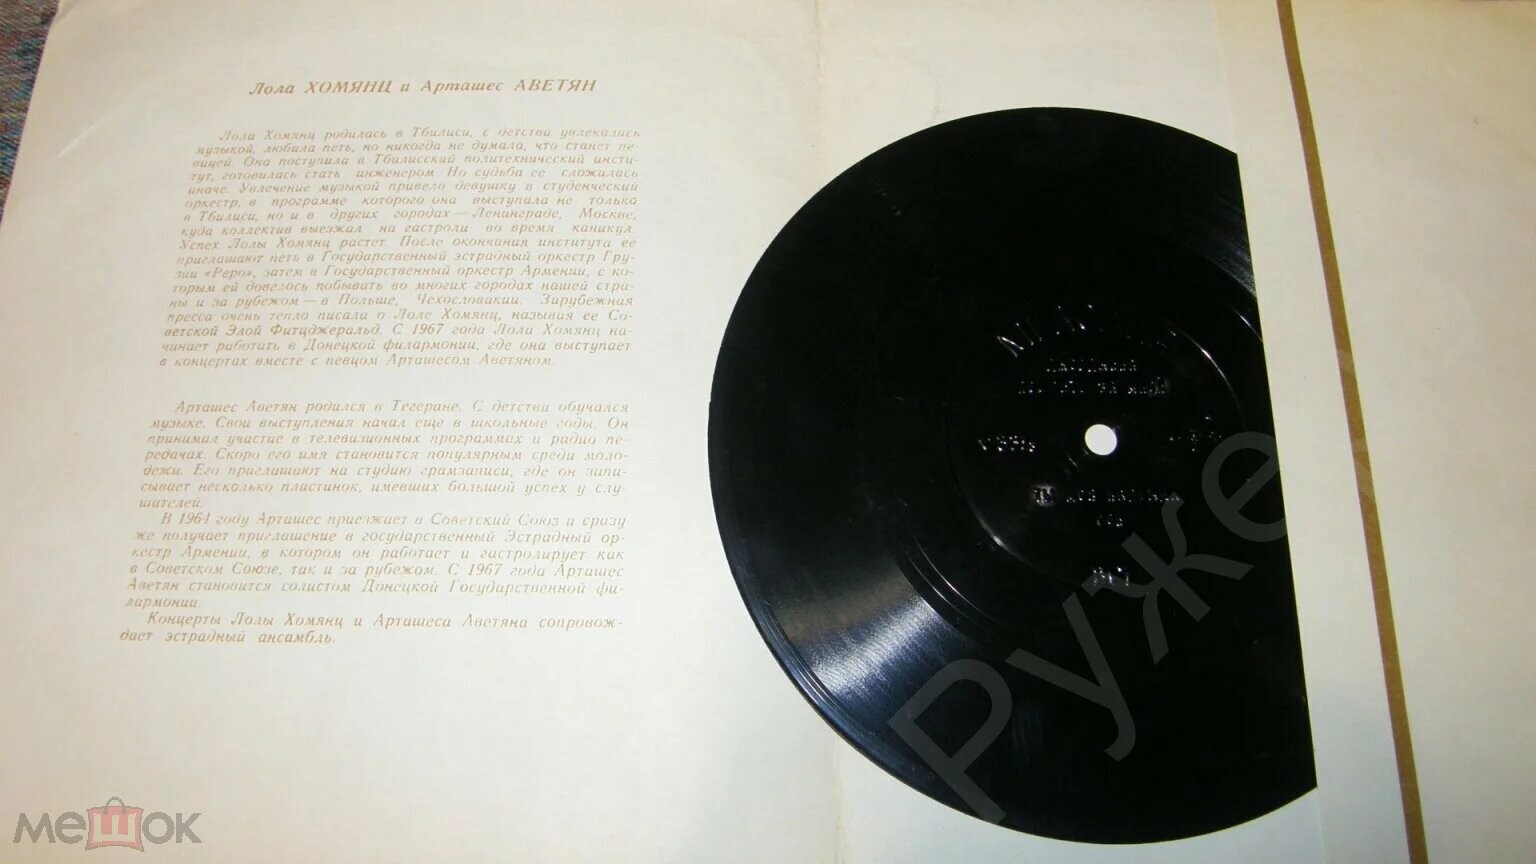 Лола ХОМЯНЦ и Арташес АВЕТЯН
Лола Хомянц родилась в Тбилиси, с детства увлекалась
музыкой, любила петь, но никогда не думала, что станет пе-
вицей. Она поступила в Тбилисский политехнический инсти-
тут, готовилась стать инженером. Но судьба ее сложилась
иначе. Увлечение музыкой привело девушку в студенческий
оркестр, в программе которого она выступала не только
в Тбилиси, но и в других городах — Ленинграде, Москве,
куда коллектив выезжал на гастроли во время каникул.
Успех Лолы Хомянц растет. После окончания института ее
приглашают петь в Государственный эстрадный оркестр Гру-
зии «Реро», затем в Государственный оркестр Армении, с ко-
торым ей довелось побывать во многих городах нашей стра-
ны и за рубежом — в Польше, Чехословакии. Зарубежная
пресса очень тепло писала о Лоле Хомянц, называя ее Со-
ветской Элой Фитцджеральд. С 1967 года Лола Хомянц на-
чинает работать в Донецкой филармонии, где она выступает
в концертах вместе с певцом Арташесом Аветяном.
Арташес Аветян родился в Тегеране. С детства обучался
музыке. Свои выступления начал еще в школьные годы. Он
принимал участие в телевизионных программах и радио пе-
редачах. Скоро его имя становится популярным среди моло-
дежи. Его приглашают на студию грамзаписи, где он запи-
сывает несколько пластинок, имевших большой успех у слу-
шателей.
В 1964 году Арташес приезжает в Советский Союз и сразу
же получает приглашение в государственный Эстрадный ор-
кестр Армении, в котором он работает и гастролирует как
в Советском Союзе, так и за рубежом. С 1967 года Арташес
Аветян становится солистом Донецкой Государственной фи-
лармонии.
Концерты Лолы Хомянц и Арташеса Аветяна сопровож-
дает эстрадный ансамбль.
Руже
мешок